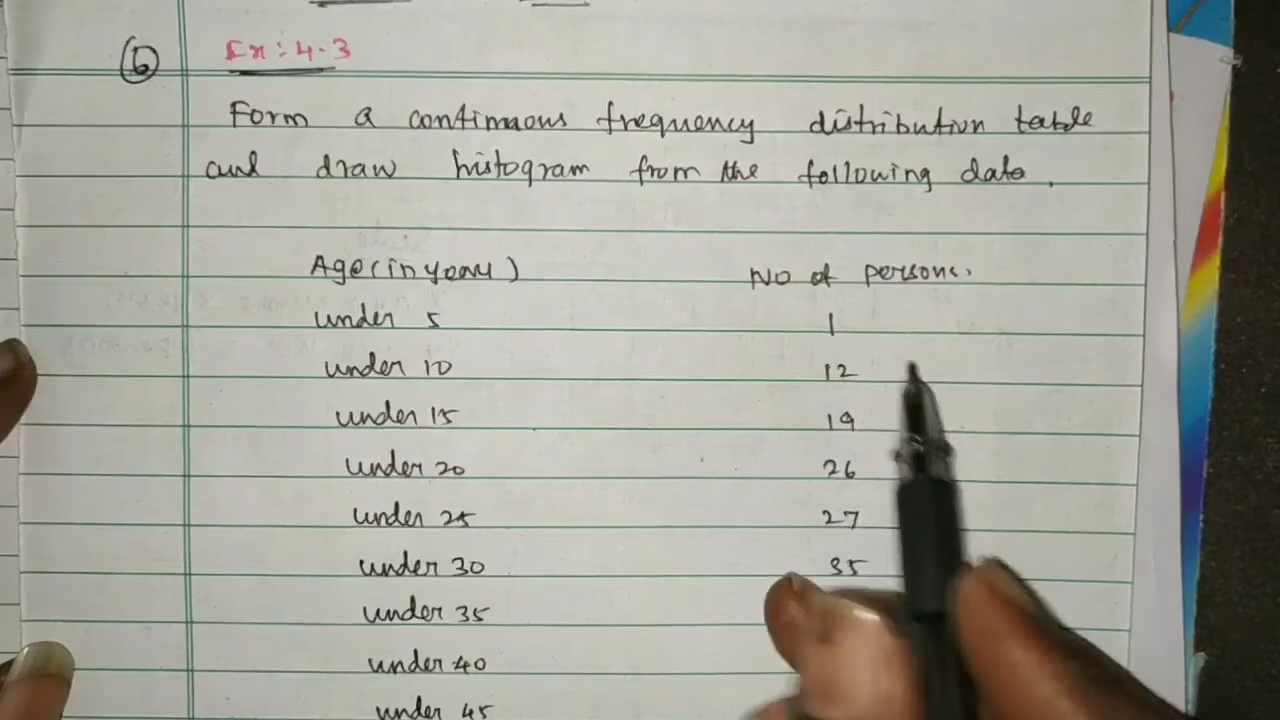 6 Ex: 4.3
Form a continuous frequency distribution table
and draw histogram from the following data.
Age (in year) No of persons.
under 5 1
under 10 12
under 15 19
under 20 26
under 25 27
under 30 35
under 35
under 40
under 45